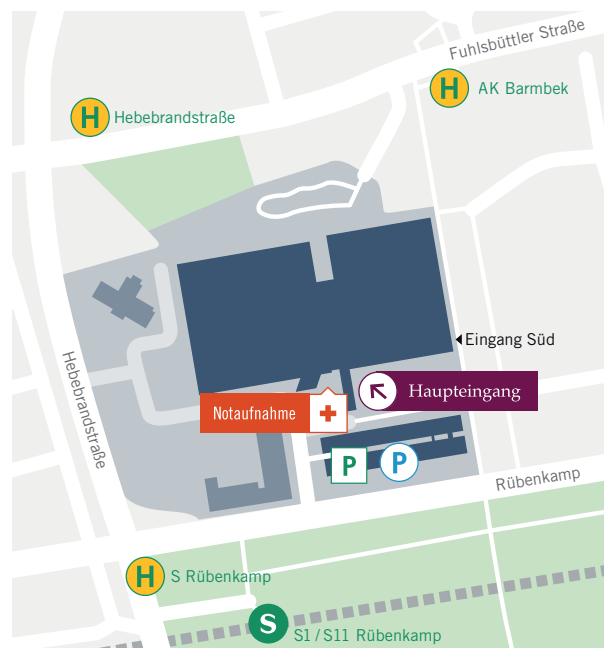 Fuhlsbüttler Straße
H AK Barmbek
H Hebebrandstraße
Eingang Süd
Hebebrandstraße
Haupteingang
Notaufnahme
P P
Rübenkamp
H S Rübenkamp
S S1 / S11 Rübenkamp